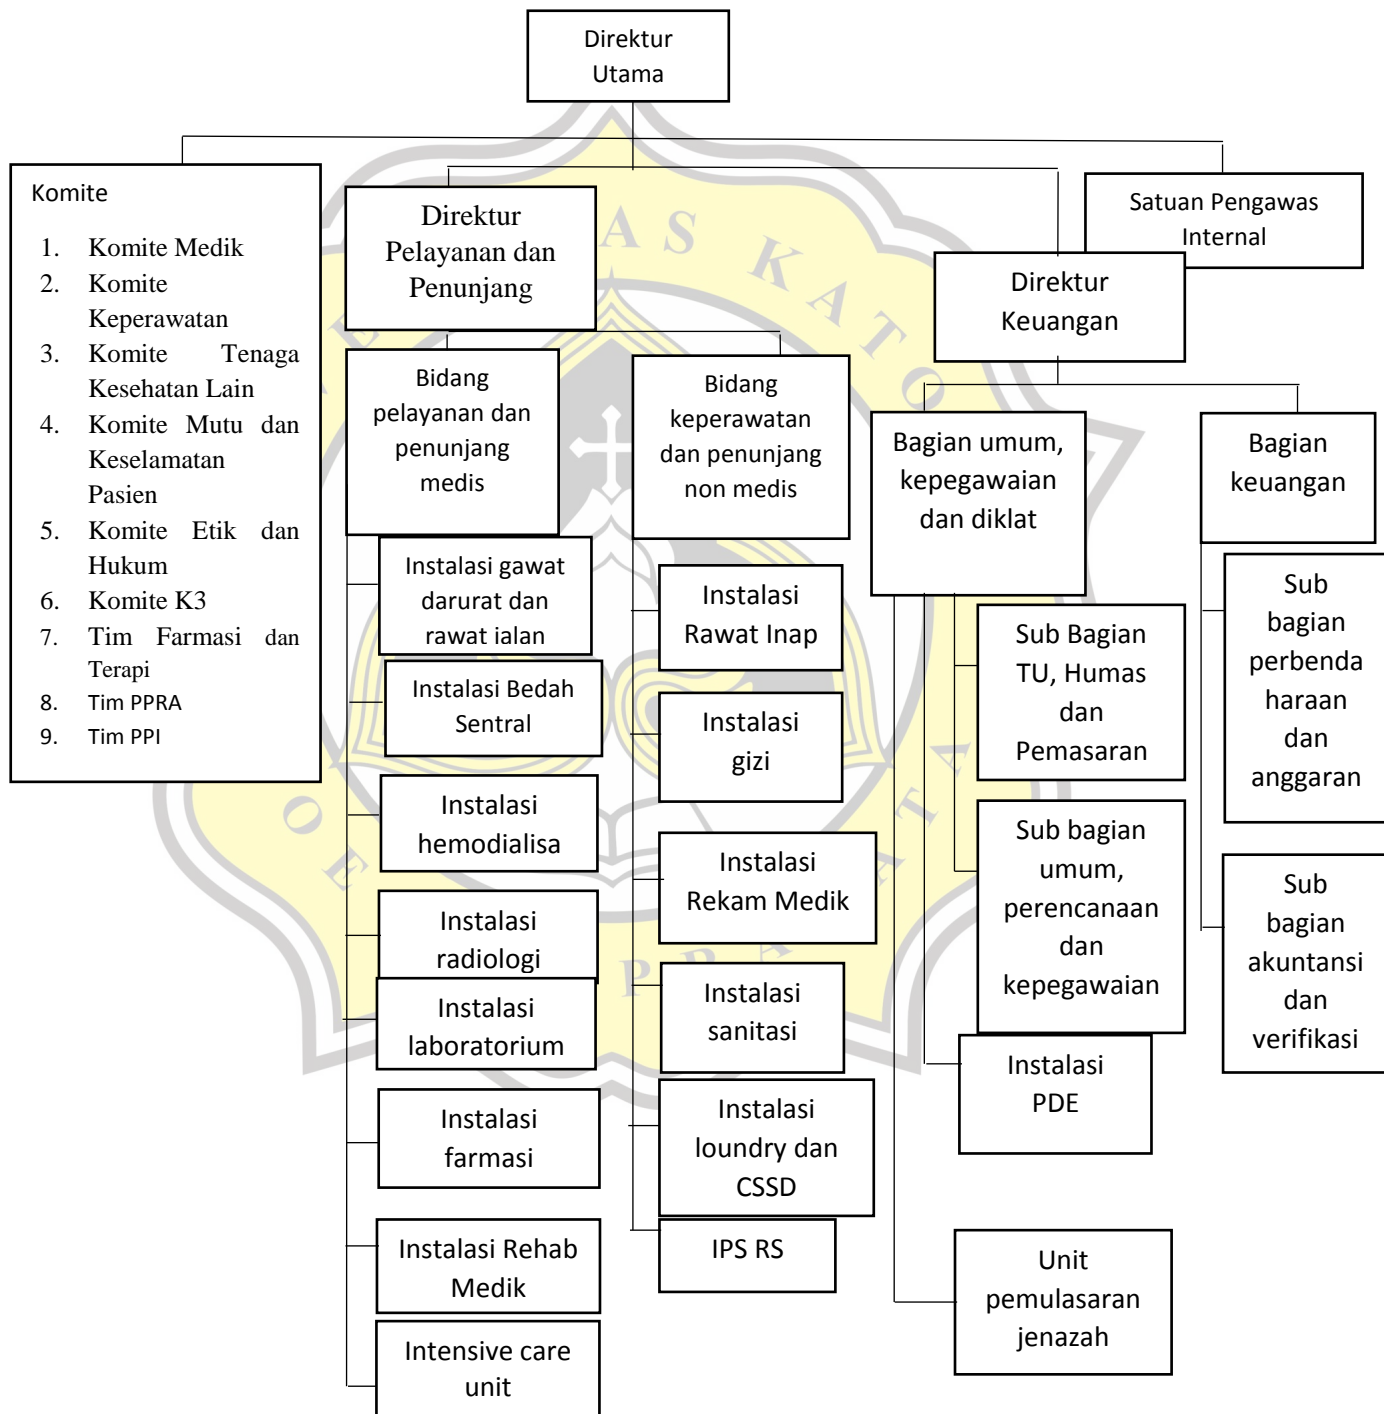 Direktur
Utama
Komite
1. Komite Medik
2. Komite
Keperawatan
3. Komite Tenaga
Kesehatan Lain
4. Komite Mutu dan
Keselamatan
Pasien
5. Komite Etik dan
Hukum
6. Komite K3
7. Tim Farmasi dan
Terapi
8. Tim PPRA
9. Tim PPI
Direktur
Pelayanan dan
Penunjang
Satuan Pengawas
Internal
Direktur
Keuangan
Bidang
pelayanan dan
penunjang
medis
Bidang
keperawatan
dan penunjang
non medis
Bagian umum,
kepegawaian
dan diklat
Bagian
keuangan
Instalasi gawat
darurat dan
rawat ialan
Instalasi Bedah
Sentral
Instalasi
hemodialisa
Instalasi
radiologi
Instalasi
laboratorium
Instalasi
farmasi
Instalasi Rehab
Medik
Intensive care
unit
Instalasi
Rawat Inap
Instalasi
gizi
Instalasi
Rekam Medik
Instalasi
sanitasi
Instalasi
loundry dan
CSSD
IPS RS
Sub Bagian
TU, Humas
dan
Pemasaran
Sub bagian
umum,
perencanaan
dan
kepegawaian
Instalasi
PDE
Unit
pemulasaran
jenazah
Sub
bagian
perbenda
haraan
dan
anggaran
Sub
bagian
akuntansi
dan
verifikasi